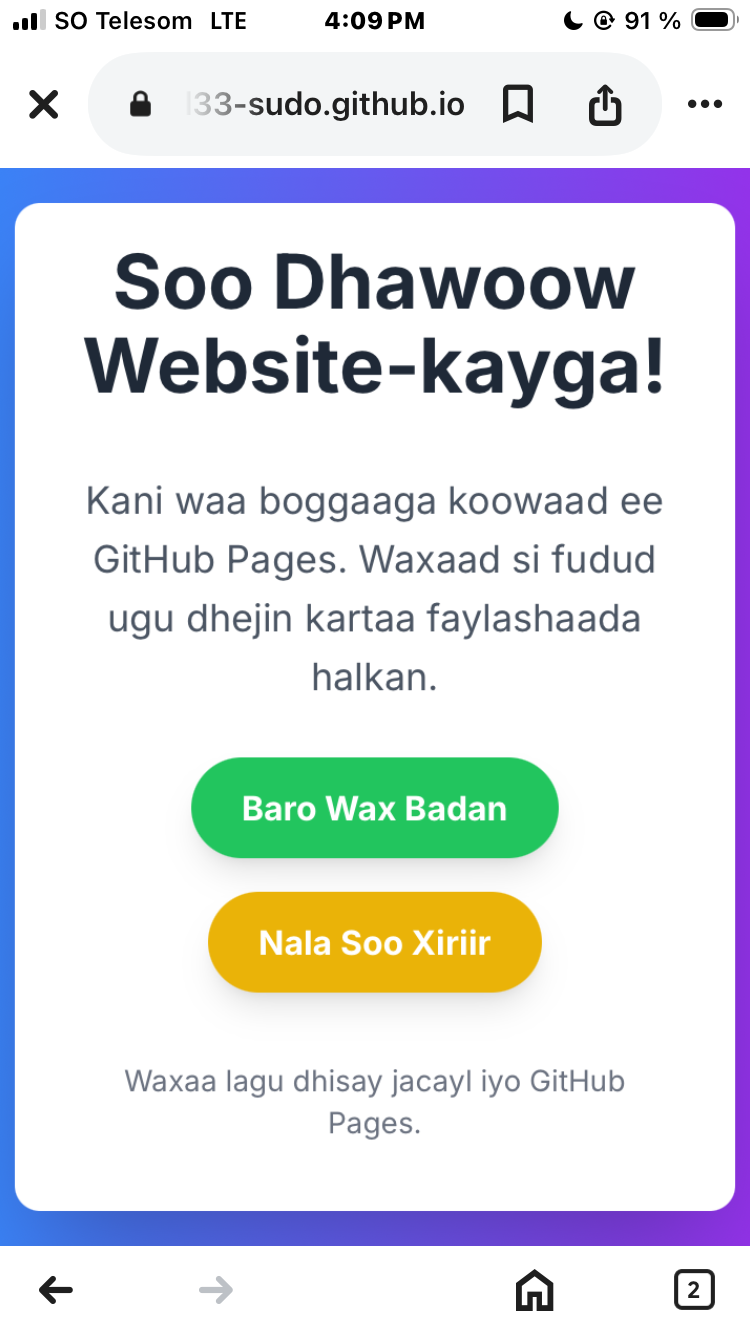 SO Telesom LTE 4:09 PM 91 %
33-sudo.github.io
Soo Dhawoow
Website-kayga!
Kani waa boggaaga koowaad ee
GitHub Pages. Waxaad si fudud
ugu dhejin kartaa faylashaada
halkan.
Baro Wax Badan
Nala Soo Xiriir
Waxaa lagu dhisay jacayl iyo GitHub
Pages.
2